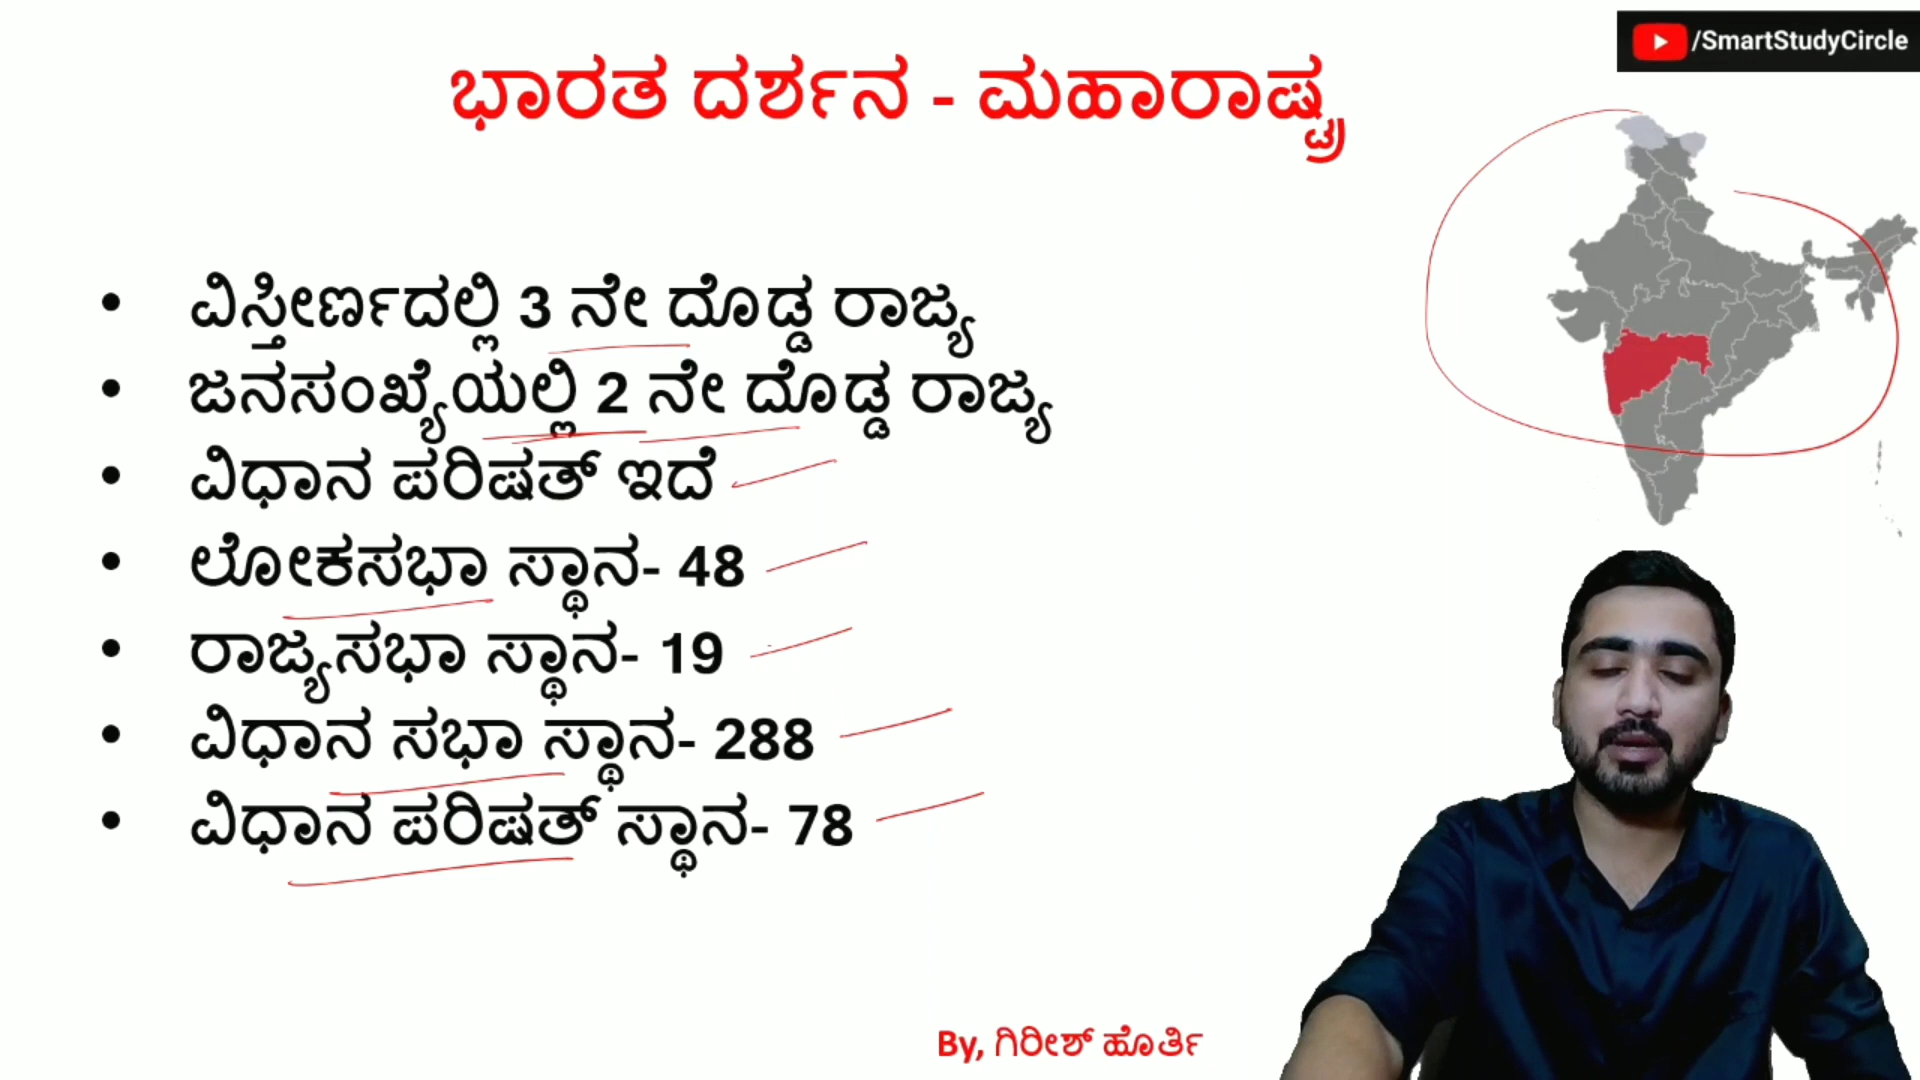 /SmartStudyCircle
ಭಾರತ ದರ್ಶನ - ಮಹಾರಾಷ್ಟ್ರ
• ವಿಸ್ತೀರ್ಣದಲ್ಲಿ 3 ನೇ ದೊಡ್ಡ ರಾಜ್ಯ
• ಜನಸಂಖ್ಯೆಯಲ್ಲಿ 2 ನೇ ದೊಡ್ಡ ರಾಜ್ಯ
• ವಿಧಾನ ಪರಿಷತ್ ಇದೆ
• ಲೋಕಸಭಾ ಸ್ಥಾನ- 48
• ರಾಜ್ಯಸಭಾ ಸ್ಥಾನ- 19
• ವಿಧಾನ ಸಭಾ ಸ್ಥಾನ- 288
• ವಿಧಾನ ಪರಿಷತ್ ಸ್ಥಾನ- 78
By, ಗಿರೀಶ್ ಹೊರ್ತಿ